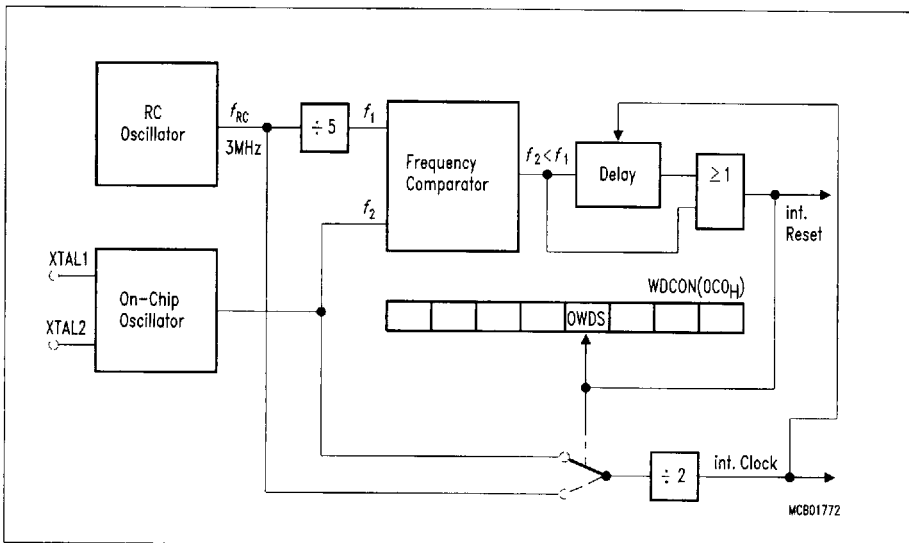 RC
Oscillator
f_RC
3MHz
÷ 5
f_1
Frequency
Comparator
f_2 < f_1
Delay
≥ 1
int.
Reset
f_2
XTAL1
XTAL2
On-Chip
Oscillator
WDCON(0C0_H)
OWDS
÷ 2
int. Clock
MCB01772